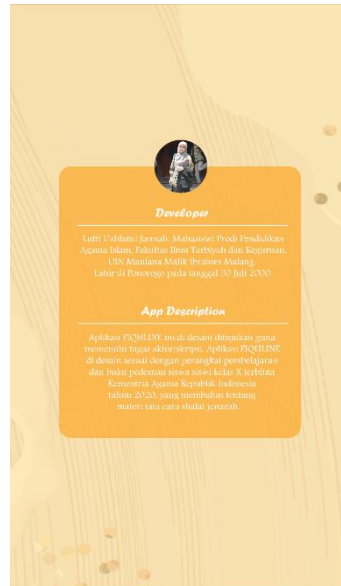 Developer
Lutfi Uzlifatul Jannah. Mahasiswi Prodi Pendidikan
Agama Islam, Fakultas Ilmu Tarbiyah dan Keguruan,
UIN Maulana Malik Ibrahim Malang.
Lahir di Ponorogo pada tanggal 30 Juli 2000.
App Description
Aplikasi FIQHLINE ini di desain ditujukan guna
memenuhi tugas akhir/skripsi. Aplikasi FIQHLINE
di desain sesuai dengan perangkat pembelajaran
dan buku pedoman siswa siswi kelas X terbitan
Kementria Agama Republik Indonesia
tahun 2020, yang membahas tentang
materi tata cara shalat jenazah.